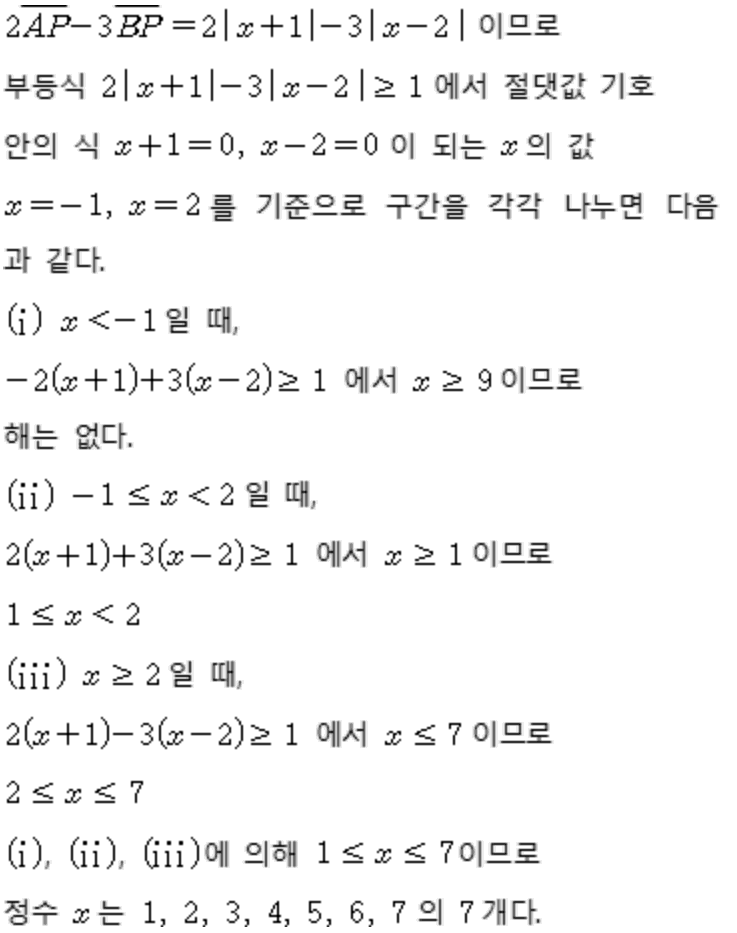 2AP−3BP=2|x+1|−3|x−2| 이므로
부등식 2|x+1|−3|x−2|≥ 1 에서 절댓값 기호
안의 식 x+1=0, x−2=0 이 되는 x의 값
x=−1, x=2를 기준으로 구간을 각각 나누면 다음
과 같다.
(i) x<−1일 때,
−2(x+1)+3(x−2)≥ 1 에서 x ≥ 9이므로
해는 없다.
(ii) −1 ≤ x < 2일 때,
2(x+1)+3(x−2)≥ 1 에서 x ≥ 1이므로
1 ≤ x < 2
(iii) x ≥ 2일 때,
2(x+1)−3(x−2)≥ 1 에서 x ≤ 7이므로
2 ≤ x ≤ 7
(i), (ii), (iii)에 의해 1 ≤ x ≤ 7이므로
정수 x는 1, 2, 3, 4, 5, 6, 7의 7개다.